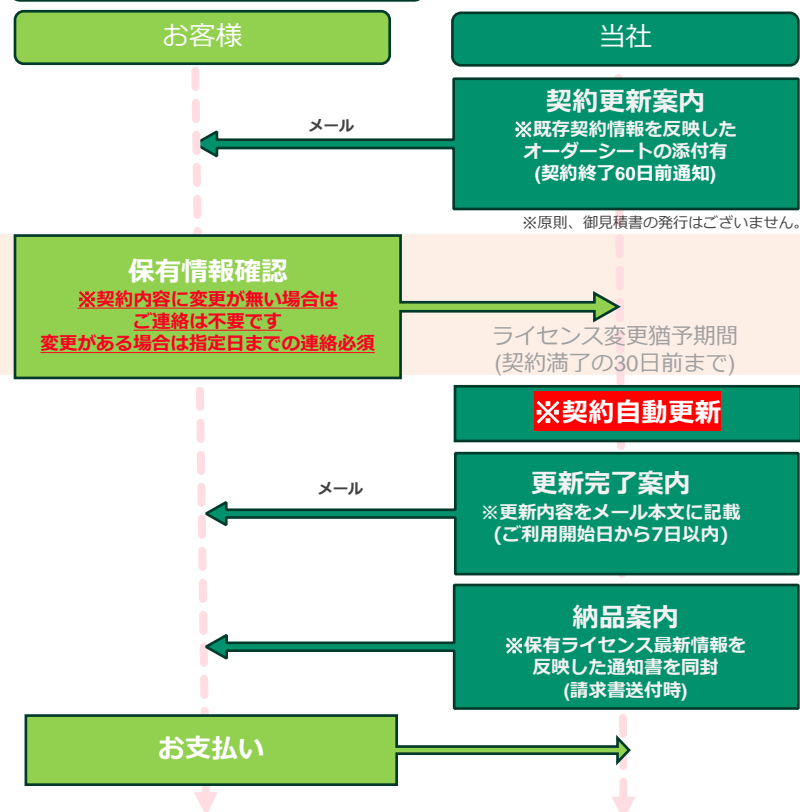 お客様
当社
契約更新案内
※既存契約情報を反映した
オーダーシートの添付有
(契約終了60日前通知)
メール
※原則、御見積書の発行はございません。
保有情報確認
※契約内容に変更が無い場合は
ご連絡は不要です
変更がある場合は指定日までの連絡必須
ライセンス変更猶予期間
(契約満了の30日前まで)
※契約自動更新
メール
更新完了案内
※更新内容をメール本文に記載
(ご利用開始日から7日以内)
納品案内
※保有ライセンス最新情報を
反映した通知書を同封
(請求書送付時)
お支払い